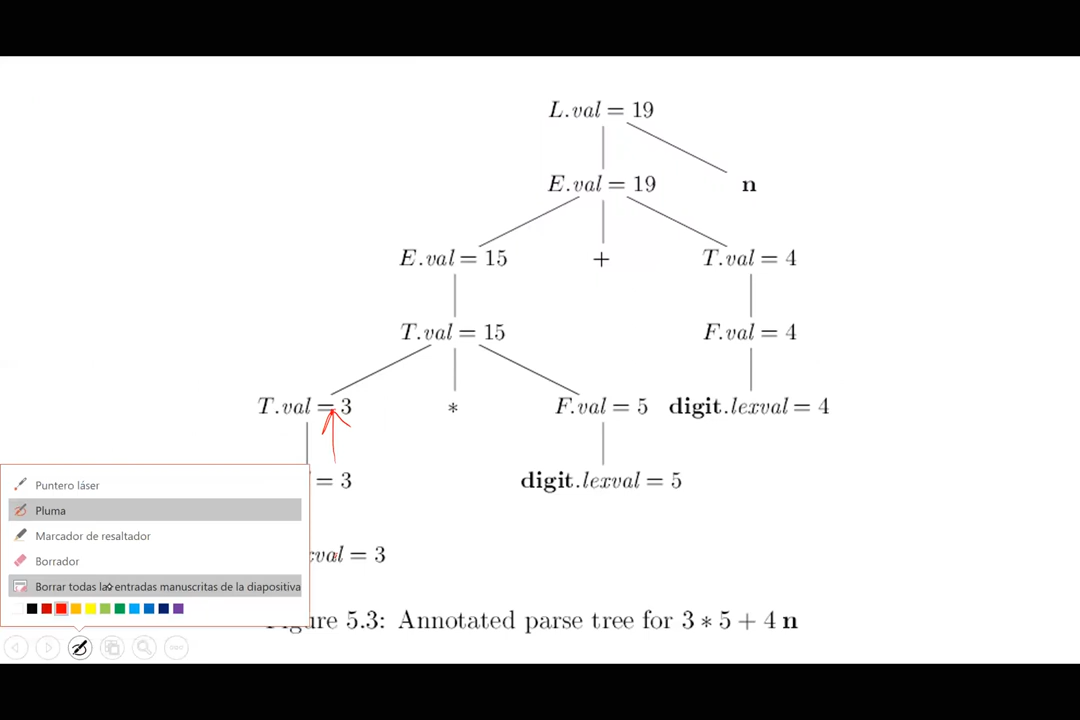 L.val = 19
E.val = 19
n
E.val = 15
+
T.val = 4
T.val = 15
F.val = 4
T.val = 3
*
F.val = 5
digit.lexval = 4
= 3
digit.lexval = 5
val = 3
Puntero láser
Pluma
Marcador de resaltador
Borrador
Borrar todas las entradas manuscritas de la diapositiva
5.3: Annotated parse tree for 3 * 5 + 4 n